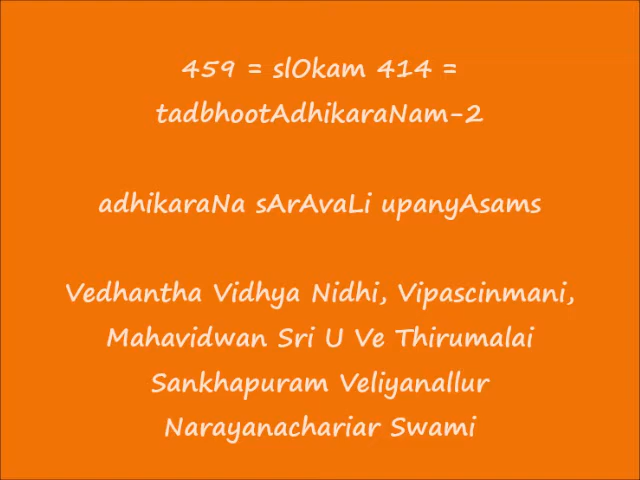 459 = slOkam 414 =
tadbhootAdhikaraNam-2
adhikaraNa sArAvaLi upanyAsams
Vedhantha Vidhya Nidhi, Vipascinmani,
Mahavidwan Sri U Ve Thirumalai
Sankhapuram Veliyanallur
Narayanachariar Swami